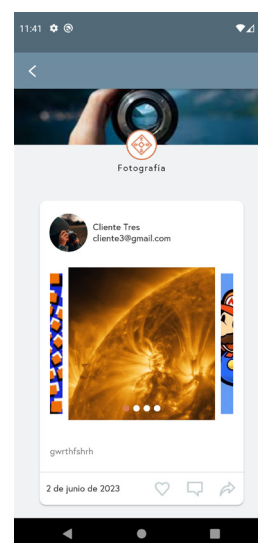 11:41
Fotografía
Cliente Tres
cliente3@gmail.com
gwrthfshrh
2 de junio de 2023